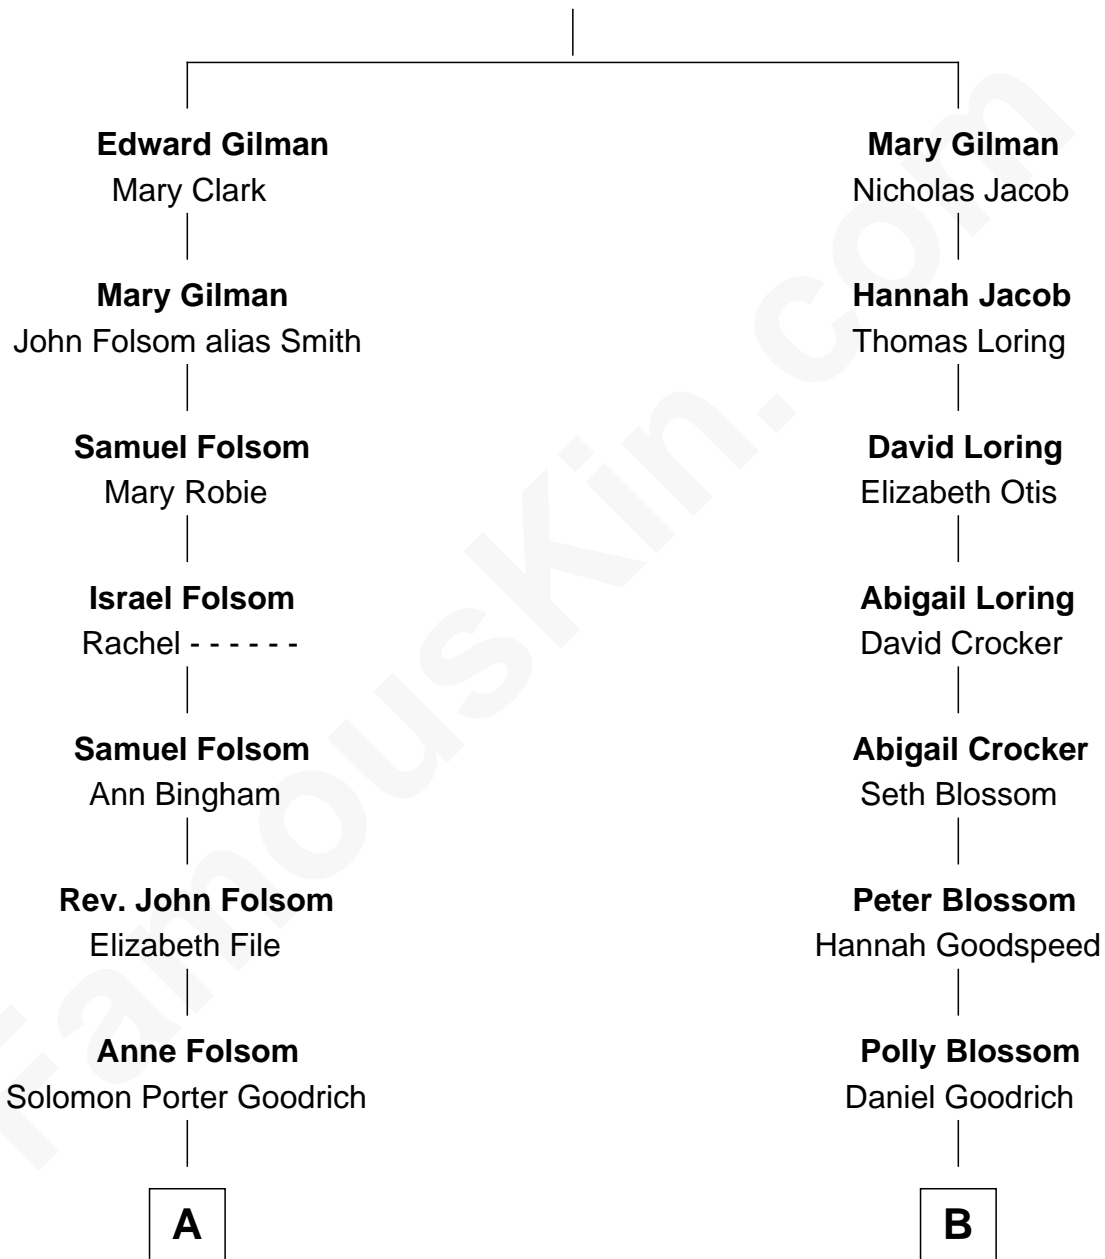 Edward Gilman
Mary Clark
Mary Gilman
John Folsom alias Smith
Samuel Folsom
Mary Robie
Israel Folsom
Rachel - - - - - -
Samuel Folsom
Ann Bingham
Rev. John Folsom
Elizabeth File
Anne Folsom
Solomon Porter Goodrich
A
Mary Gilman
Nicholas Jacob
Hannah Jacob
Thomas Loring
David Loring
Elizabeth Otis
Abigail Loring
David Crocker
Abigail Crocker
Seth Blossom
Peter Blossom
Hannah Goodspeed
Polly Blossom
Daniel Goodrich
B
FamousKin.com